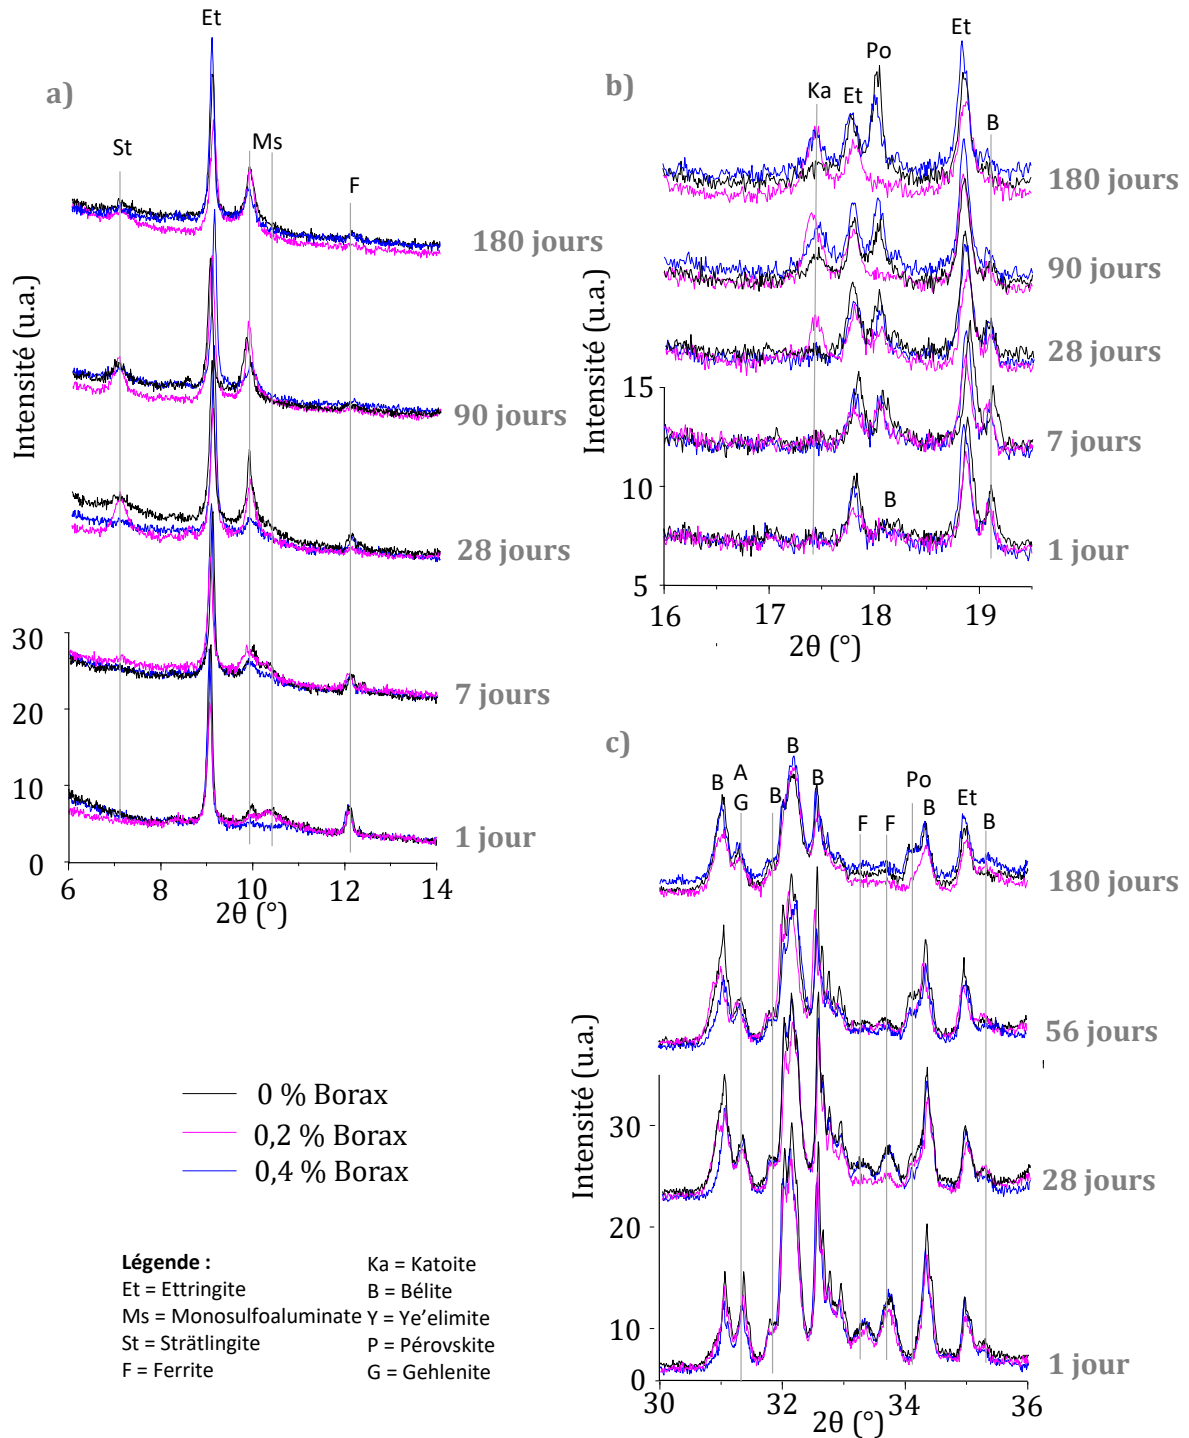 a)
Et
St
Ms
F
180 jours
90 jours
28 jours
7 jours
1 jour
Intensité (u.a.)
30
20
10
0
6
8
10
12
14
2θ (°)
b)
Ka
Et
Po
Et
B
180 jours
90 jours
28 jours
7 jours
B
1 jour
Intensité (u.a.)
15
10
5
16
17
18
19
2θ (°)
c)
B
A
G
B
B
B
F
F
Po
B
Et
B
180 jours
56 jours
28 jours
1 jour
Intensité (u.a.)
30
20
10
0
30
32
34
36
2θ (°)
0 % Borax
0,2 % Borax
0,4 % Borax
Légende :
Et = Ettringite
Ms = Monosulfoaluminate
St = Strätlingite
F = Ferrite
Ka = Katoite
B = Bélite
Y = Ye’elimite
P = Pérovskite
G = Gehlenite